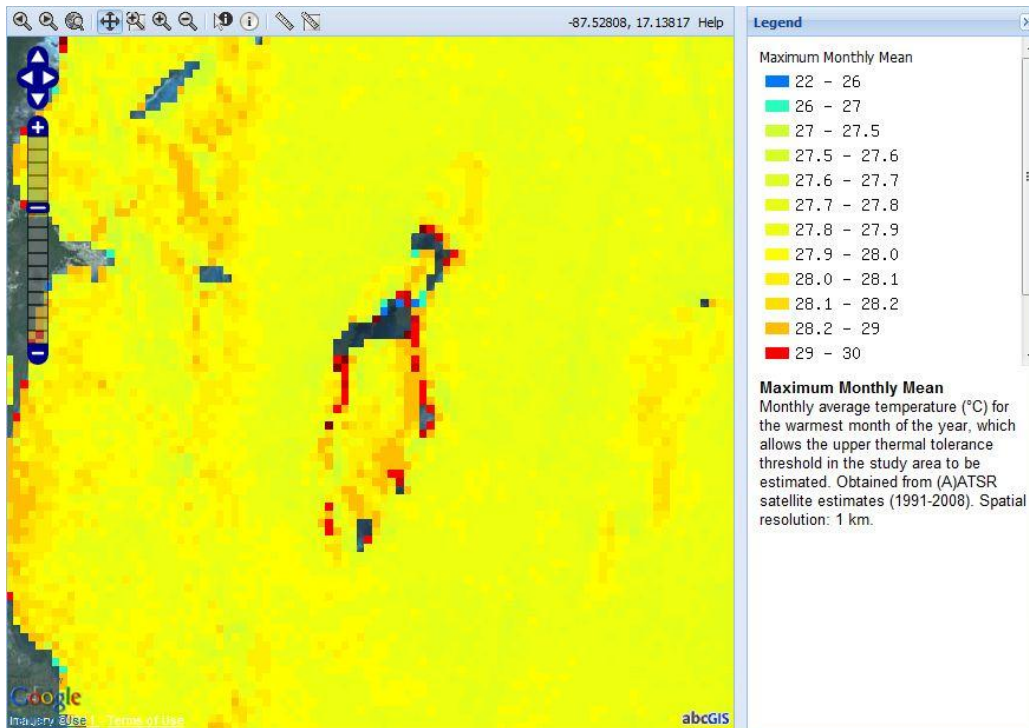 -87.52808, 17.13817 Help
Legend
Maximum Monthly Mean
22 - 26
26 - 27
27 - 27.5
27.5 - 27.6
27.6 - 27.7
27.7 - 27.8
27.8 - 27.9
27.9 - 28.0
28.0 - 28.1
28.1 - 28.2
28.2 - 29
29 - 30
Maximum Monthly Mean
Monthly average temperature (°C) for
the warmest month of the year, which
allows the upper thermal tolerance
threshold in the study area to be
estimated. Obtained from (A)ATSR
satellite estimates (1991-2008). Spatial
resolution: 1 km.
Google
Imagery Use Terms of Use
abcGIS